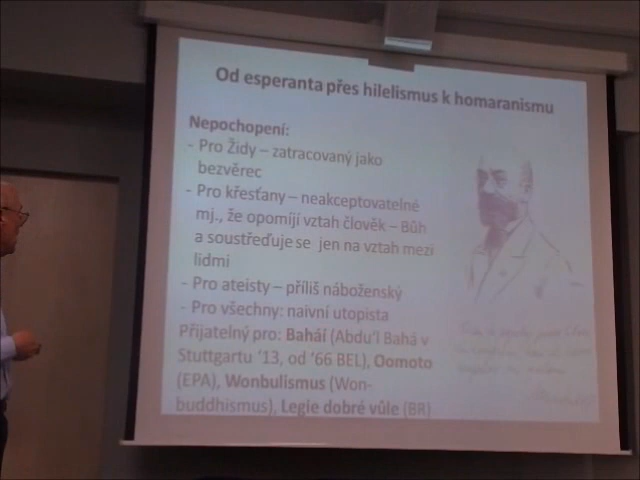 Od esperanta přes hilelismus k homaranismu
Nepochopení:
- Pro Židy – zatracovaný jako
bezvěrec
- Pro křesťany – neakceptovatelné
mj., že opomíjí vztah člověk – Bůh
a soustřeďuje se jen na vztah mezi
lidmi
- Pro ateisty – příliš náboženský
- Pro všechny: naivní utopista
Přijatelný pro: Baháí (Abdu'l Bahá v
Stuttgartu '13, od '66 BEL), Oomoto
(EPA), Wonbulismus (Won-
buddhismus), Legie dobré vůle (BR)